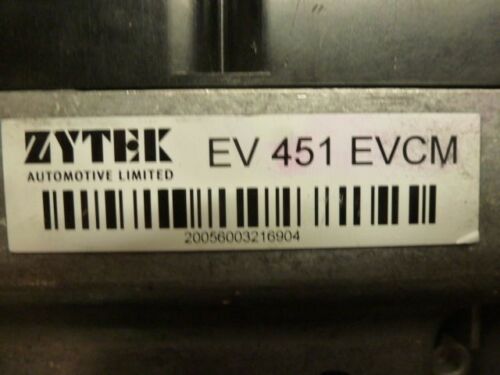 ZYTEK EV 451 EVCM
AUTOMOTIVE LIMITED
20056003216904